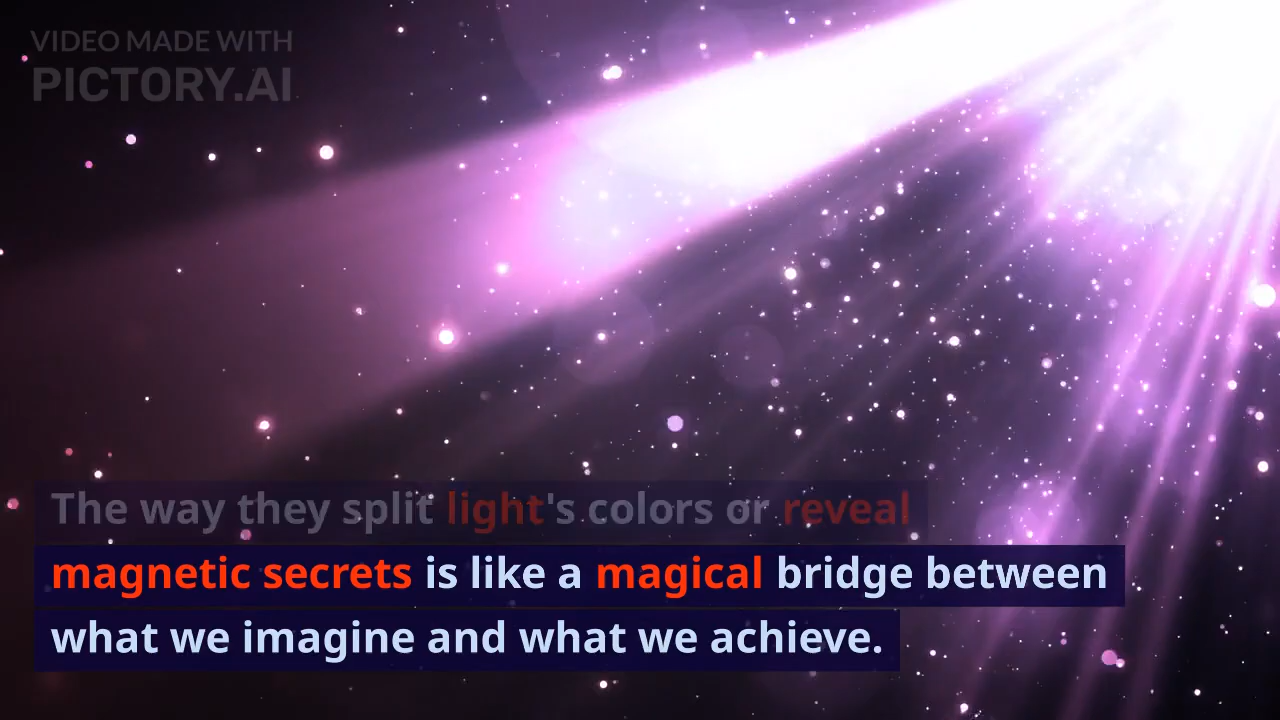 VIDEO MADE WITH
PICTORY.AI
The way they split light's colors or reveal
magnetic secrets is like a magical bridge between
what we imagine and what we achieve.